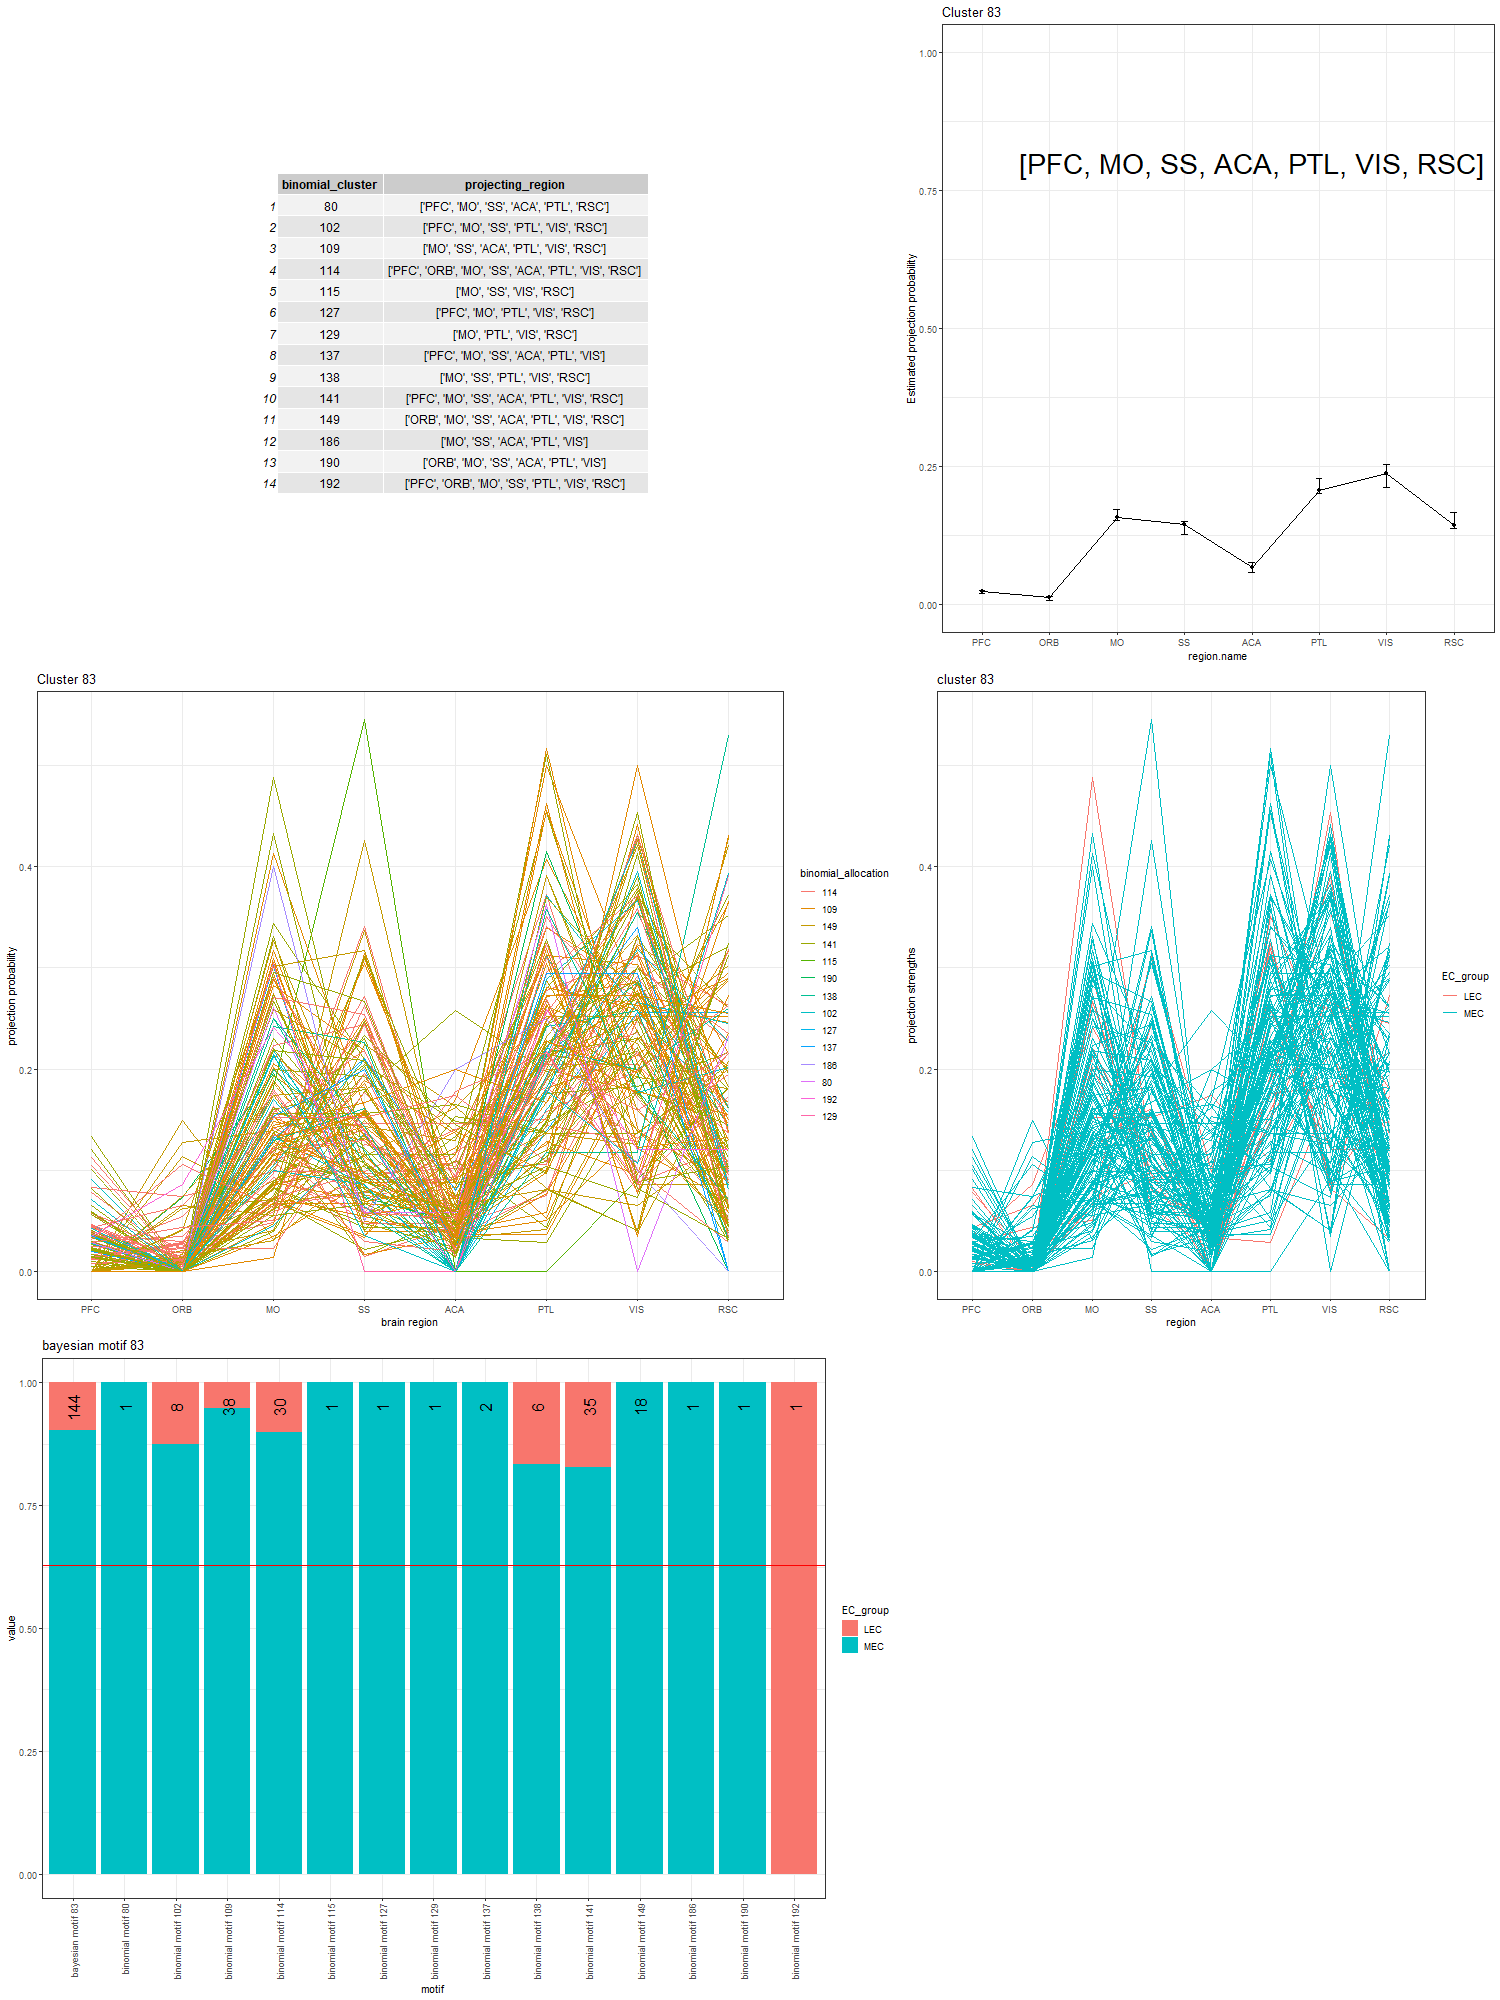 binomial_cluster projecting_region
1 80 ['PFC', 'MO', 'SS', 'ACA', 'PTL', 'RSC']
2 102 ['PFC', 'MO', 'SS', 'PTL', 'VIS', 'RSC']
3 109 ['MO', 'SS', 'ACA', 'PTL', 'VIS', 'RSC']
4 114 ['PFC', 'ORB', 'MO', 'SS', 'ACA', 'PTL', 'VIS', 'RSC']
5 115 ['MO', 'SS', 'VIS', 'RSC']
6 127 ['PFC', 'MO', 'PTL', 'VIS', 'RSC']
7 129 ['MO', 'PTL', 'VIS', 'RSC']
8 137 ['PFC', 'MO', 'SS', 'ACA', 'PTL', 'VIS']
9 138 ['MO', 'SS', 'PTL', 'VIS', 'RSC']
10 141 ['PFC', 'MO', 'SS', 'ACA', 'PTL', 'VIS', 'RSC']
11 149 ['ORB', 'MO', 'SS', 'ACA', 'PTL', 'VIS', 'RSC']
12 186 ['MO', 'SS', 'ACA', 'PTL', 'VIS']
13 190 ['ORB', 'MO', 'SS', 'ACA', 'PTL', 'VIS']
14 192 ['PFC', 'ORB', 'MO', 'SS', 'PTL', 'VIS', 'RSC']
Cluster 83
1.00
0.75
0.50
0.25
0.00
Estimated projection probability
[PFC, MO, SS, ACA, PTL, VIS, RSC]
PFC ORB MO SS ACA PTL VIS RSC
region.name
Cluster 83
0.4
0.2
0.0
projection probability
PFC ORB MO SS ACA PTL VIS RSC
brain region
binomial_allocation
114
109
149
141
115
190
138
102
127
137
186
80
192
129
cluster 83
0.4
0.2
0.0
projection strengths
PFC ORB MO SS ACA PTL VIS RSC
region
EC_group
LEC
MEC
bayesian motif 83
1.00
0.75
0.50
0.25
0.00
value
144 1 8 38 30 1 1 1 2 6 35 18 1 1 1
bayesian motif 83
binomial motif 80
binomial motif 102
binomial motif 109
binomial motif 114
binomial motif 115
binomial motif 127
binomial motif 129
binomial motif 137
binomial motif 138
binomial motif 141
binomial motif 149
binomial motif 186
binomial motif 190
binomial motif 192
motif
EC_group
LEC
MEC